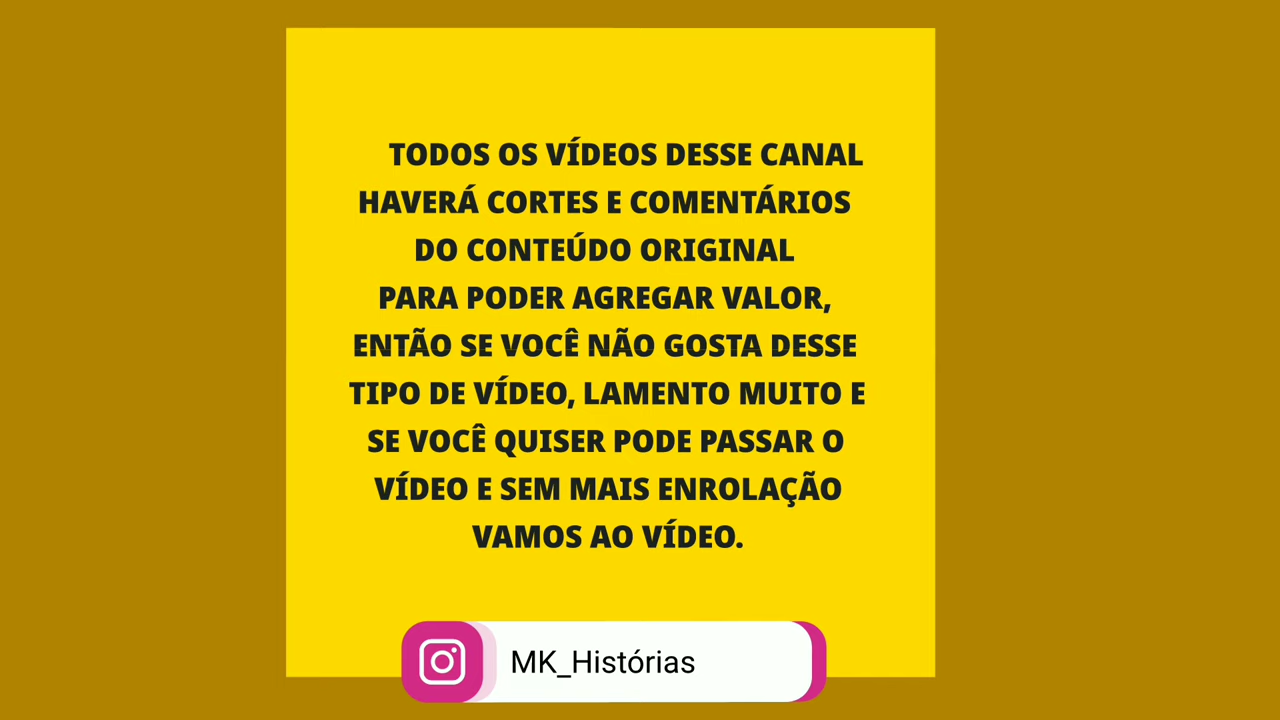 TODOS OS VÍDEOS DESSE CANAL
HAVERÁ CORTES E COMENTÁRIOS
DO CONTEÚDO ORIGINAL
PARA PODER AGREGAR VALOR,
ENTÃO SE VOCÊ NÃO GOSTA DESSE
TIPO DE VÍDEO, LAMENTO MUITO E
SE VOCÊ QUISER PODE PASSAR O
VÍDEO E SEM MAIS ENROLAÇÃO
VAMOS AO VÍDEO.
MK_Histórias